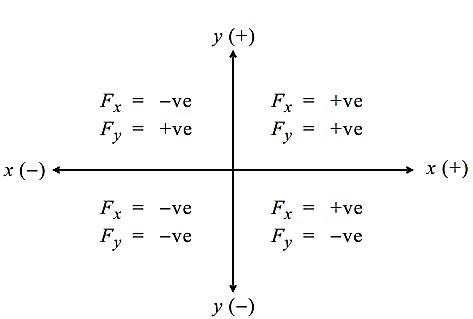 y (+)
Fx = −ve
Fy = +ve
Fx = +ve
Fy = +ve
x (−)
x (+)
Fx = −ve
Fy = −ve
Fx = +ve
Fy = −ve
y (−)